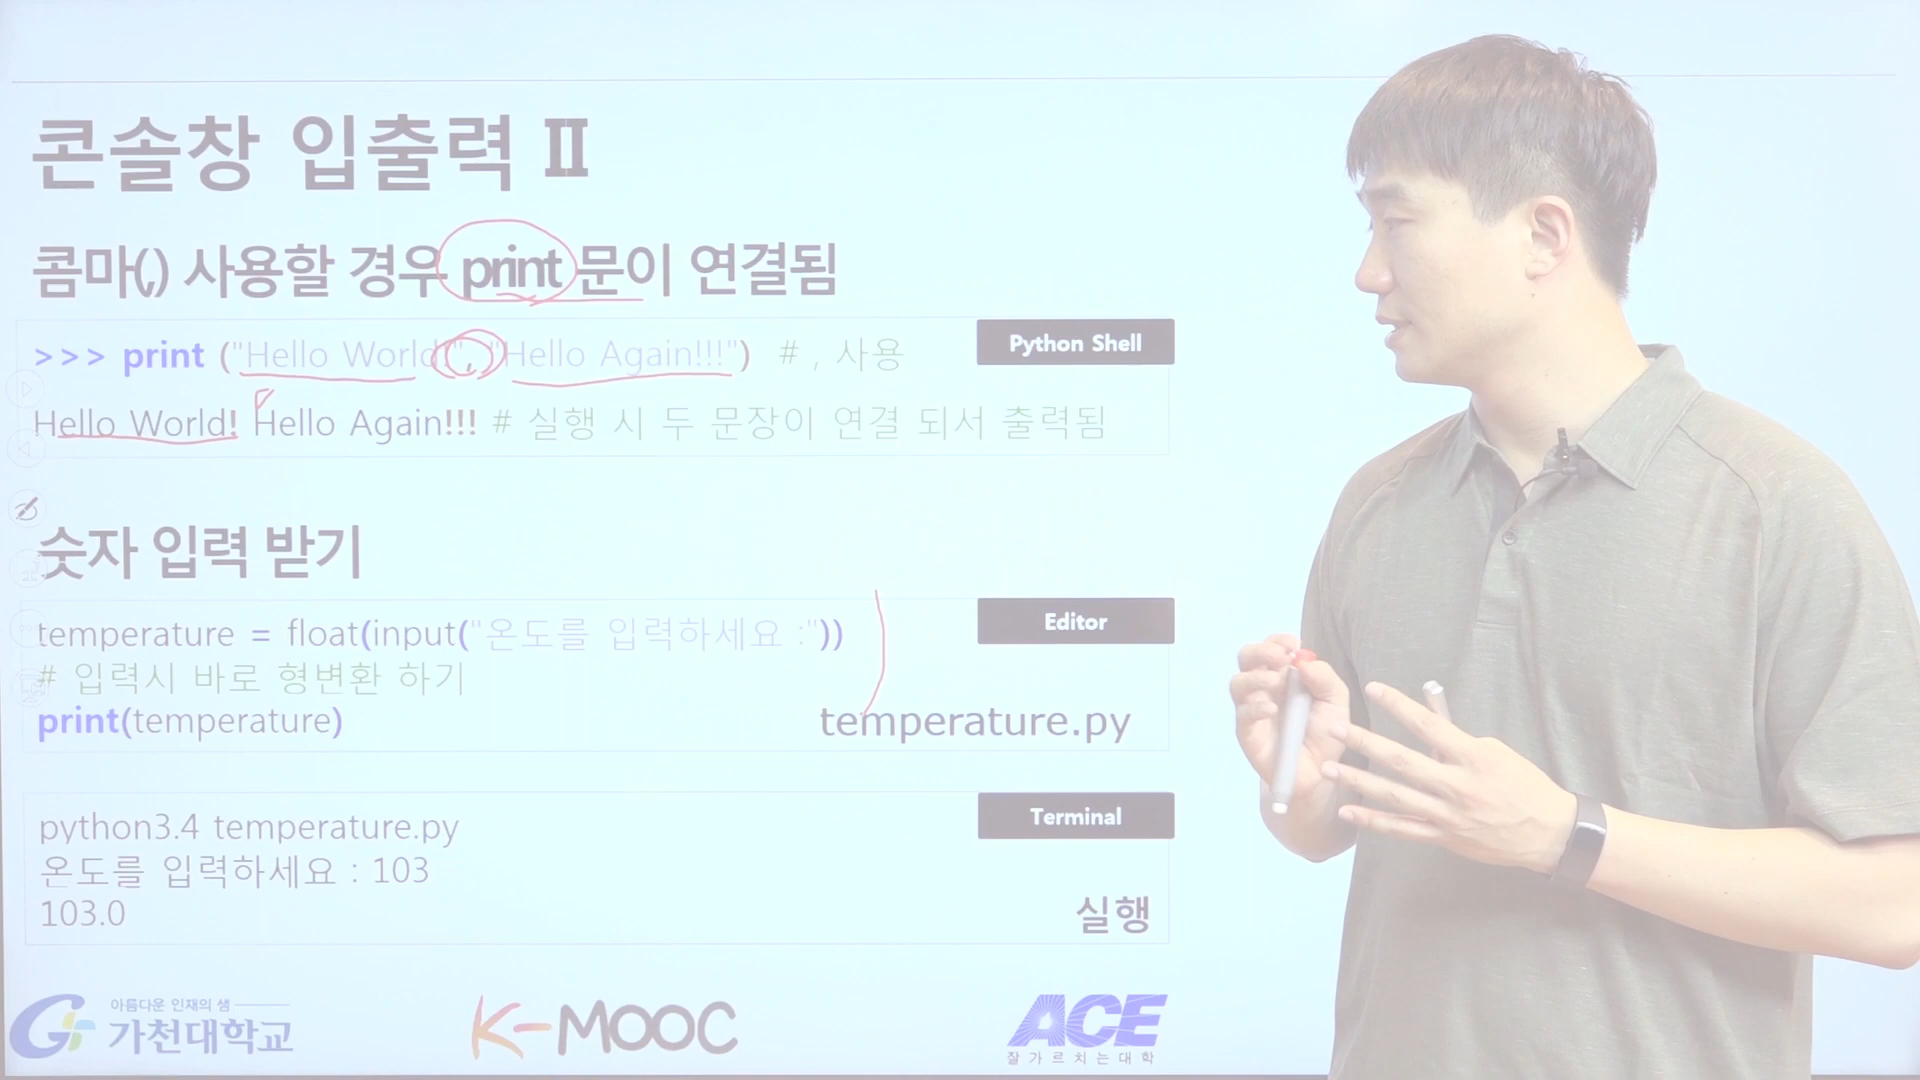 콘솔창 입출력 Ⅱ
콤마(,) 사용할 경우 print 문이 연결됨
Python Shell
>>> print ("Hello World!", "Hello Again!!!") # , 사용
Hello World! Hello Again!!! # 실행 시 두 문장이 연결 되서 출력됨
숫자 입력 받기
Editor
temperature = float(input("온도를 입력하세요 :"))
# 입력시 바로 형변환 하기
print(temperature)
temperature.py
Terminal
python3.4 temperature.py
온도를 입력하세요 : 103
103.0
실행
아름다운 인재의 샘
가천대학교
K-MOOC
ACE
잘 가 르 치 는 대 학